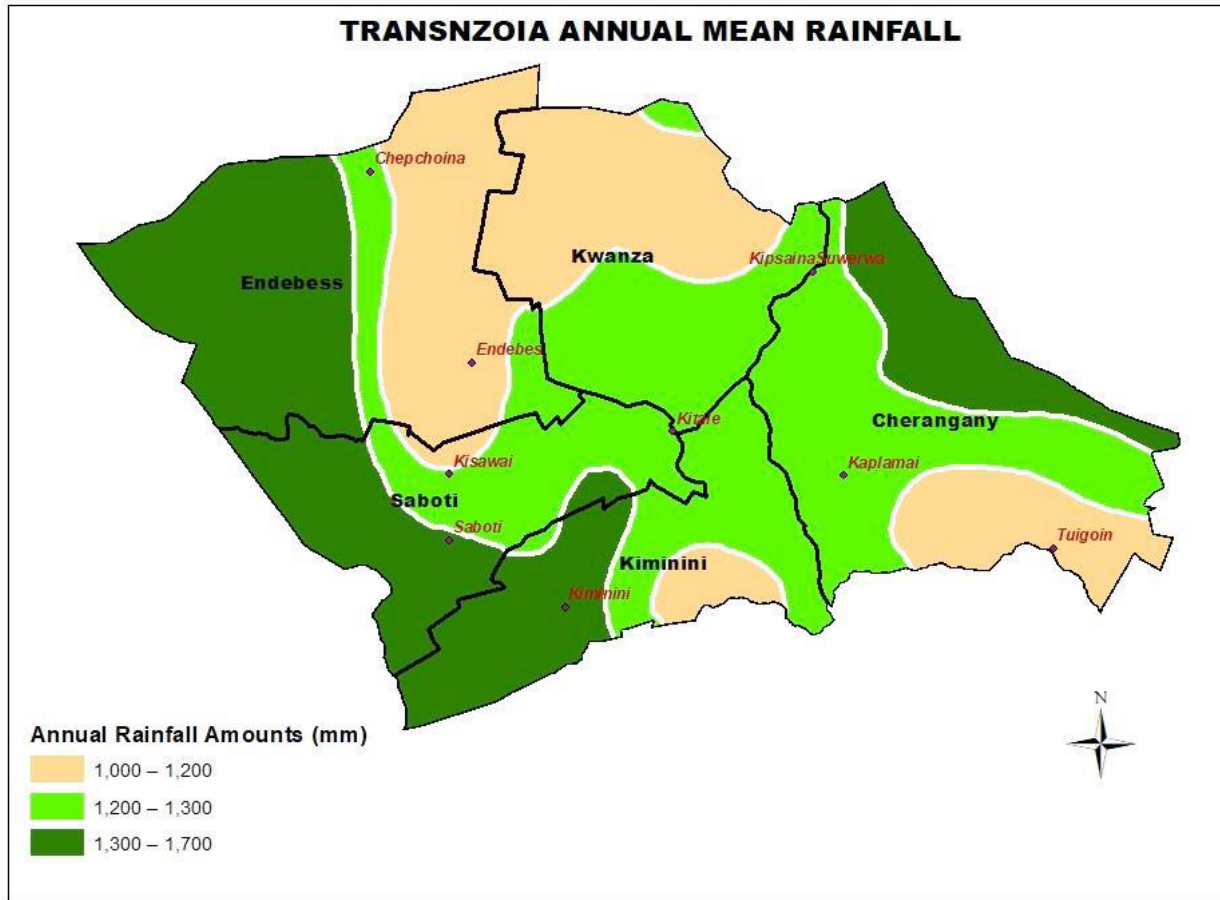 TRANSNZOIA ANNUAL MEAN RAINFALL
Chepchoina
Kwanza
KipsainaSuwerwa
Endebess
Endebes
Kitale
Cherangany
Kisawai
Kaplamai
Saboti
Saboti
Tuigoin
Kiminini
Kiminini
N
Annual Rainfall Amounts (mm)
1,000 – 1,200
1,200 – 1,300
1,300 – 1,700